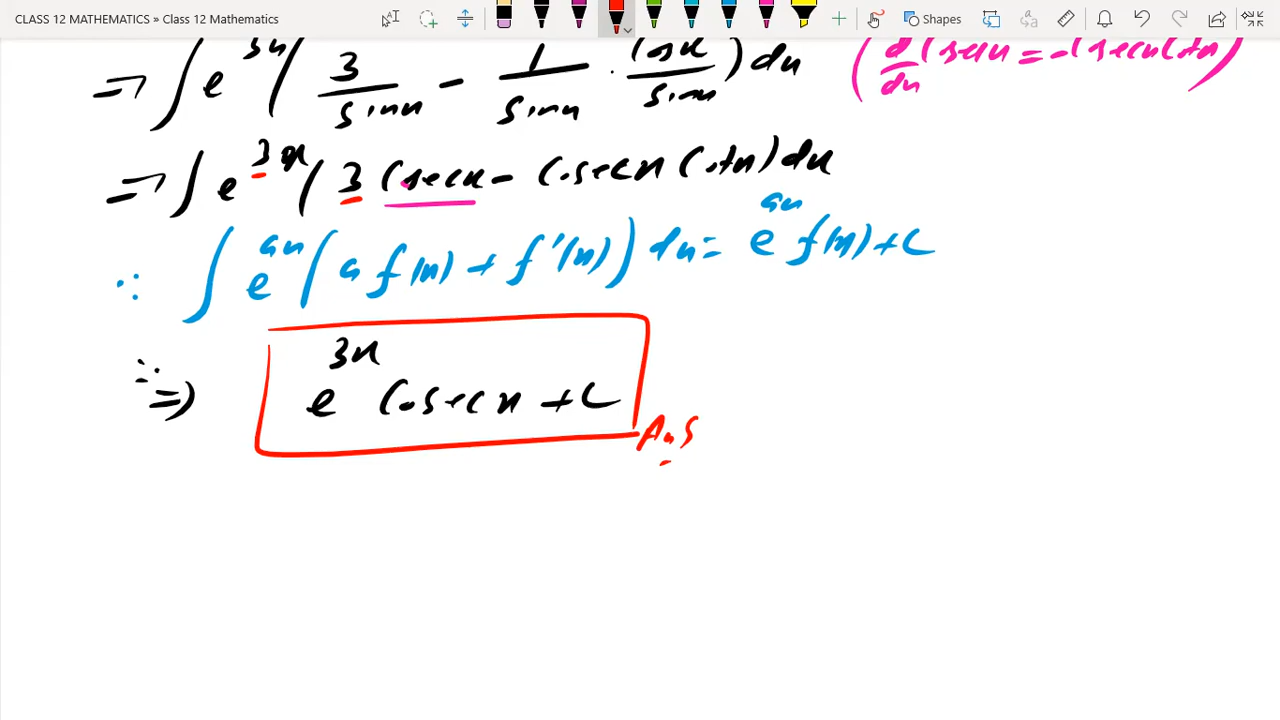 CLASS 12 MATHEMATICS » Class 12 Mathematics
Shapes
=> ∫ e^3x ( 3/sinx - 1/sinx · cosx/sinx ) dx ( d/dx cosecx = -cosecx cotx )
=> ∫ e^3x ( 3 cosecx - cosecx cotx ) dx
∴ ∫ e^ax ( a f(x) + f'(x) ) dx = e^ax f(x) + C
∴ => e^3x cosecx + C
Ans